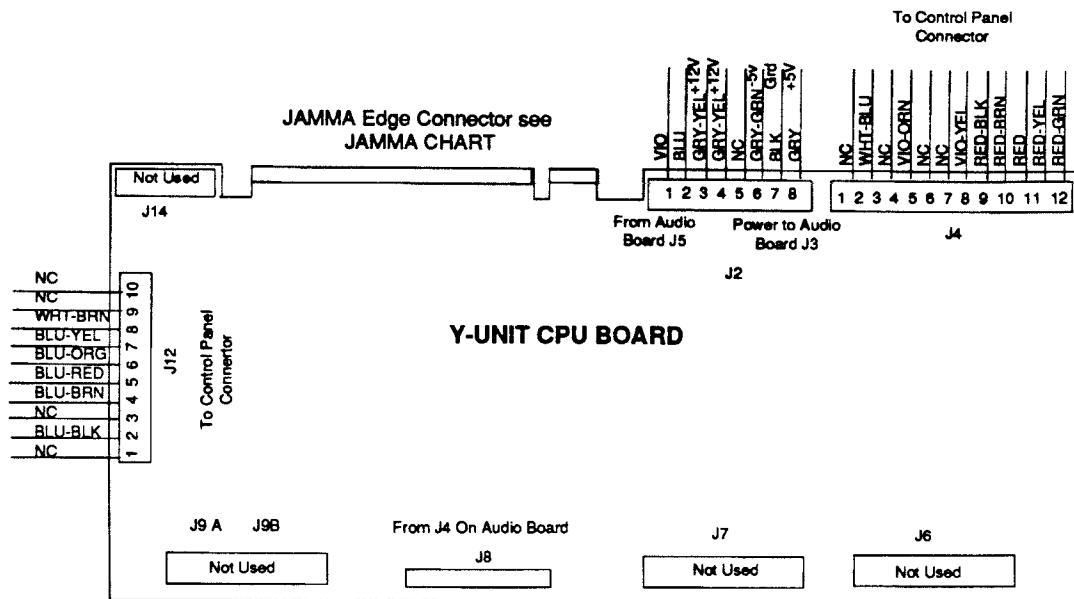 To Control Panel
Connector
JAMMA Edge Connector see
JAMMA CHART
VIO
BLU
GRY-YEL +12V
GRY-YEL +12V
NC
GRY-GRN -5v
BLK Grd
GRY +5V
NC
WHT-BLU
NC
VIO-ORN
NC
NC
VIO-YEL
RED-BLK
RED-BRN
RED
RED-YEL
RED-GRN
Not Used
J14
1 2 3 4 5 6 7 8
1 2 3 4 5 6 7 8 9 10 11 12
From Audio
Board J5
Power to Audio
Board J3
J2
J4
NC 10
NC 9
WHT-BRN 8
BLU-YEL 7
BLU-ORG 6
BLU-RED 5
BLU-BRN 4
NC 3
BLU-BLK 2
NC 1
J12
To Control Panel
Connertor
Y-UNIT CPU BOARD
J9 A J9B
Not Used
From J4 On Audio Board
J8
J7
Not Used
J6
Not Used